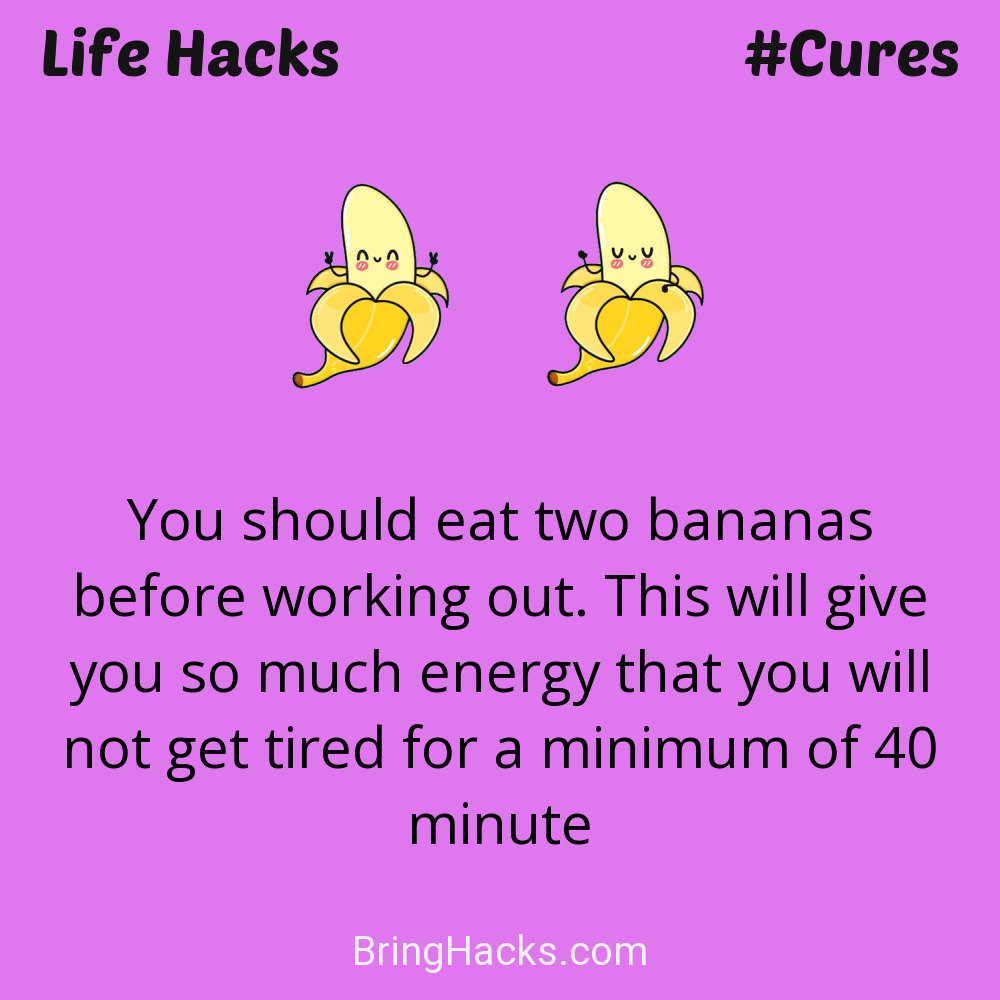 Life Hacks
#Cures
You should eat two bananas
before working out. This will give
you so much energy that you will
not get tired for a minimum of 40
minute
BringHacks.com